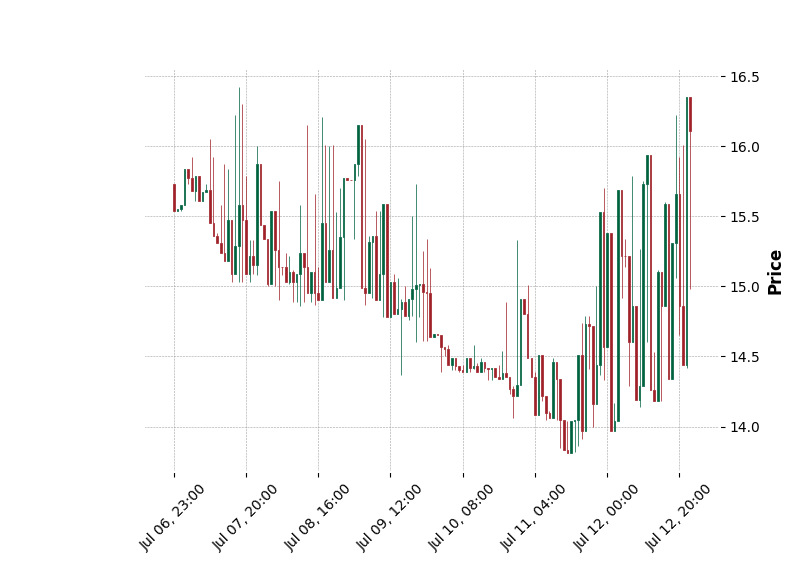 16.5
16.0
15.5
15.0
14.5
14.0
Price
Jul 06, 23:00
Jul 07, 20:00
Jul 08, 16:00
Jul 09, 12:00
Jul 10, 08:00
Jul 11, 04:00
Jul 12, 00:00
Jul 12, 20:00